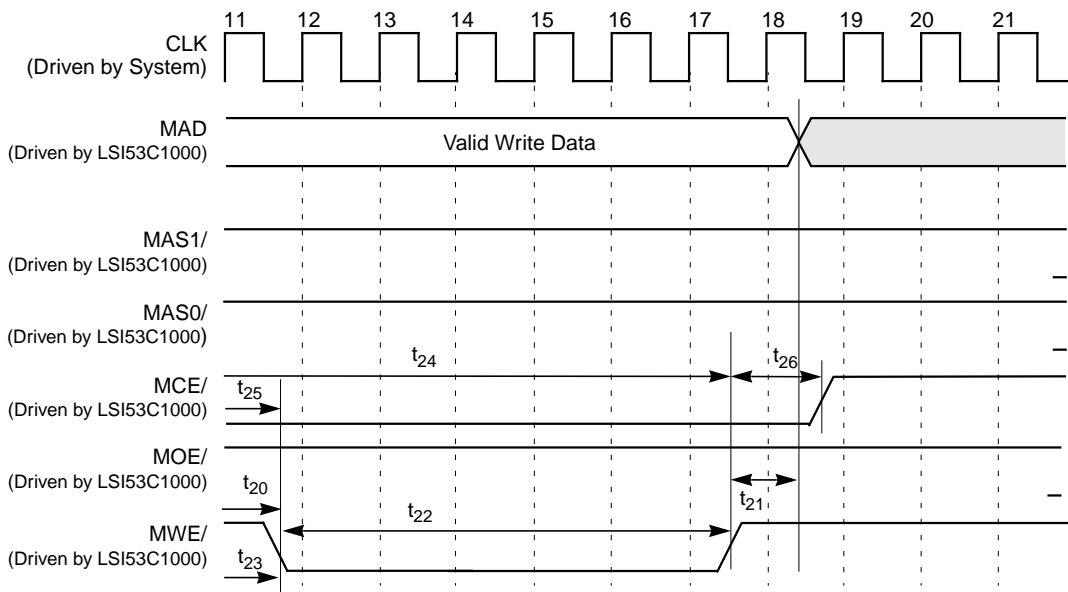 11 12 13 14 15 16 17 18 19 20 21
CLK
(Driven by System)
MAD
(Driven by LSI53C1000)
Valid Write Data
MAS1/
(Driven by LSI53C1000)
MAS0/
(Driven by LSI53C1000)
t24
t26
MCE/
(Driven by LSI53C1000)
t25
MOE/
(Driven by LSI53C1000)
t20
t21
t22
MWE/
(Driven by LSI53C1000)
t23